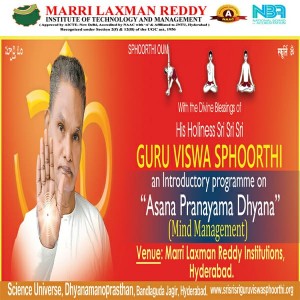 MARRI LAXMAN REDDY
INSTITUTE OF TECHNOLOGY AND MANAGEMENT
SPHOORTHI OUM
With the Divine Blessings of
His Holiness Sri Sri Sri
GURU VISWA SPHOORTHI
an Introductory programme on
"Asana Pranayama Dhyana"
(Mind Management)
Venue: Marri Laxman Reddy Institutions,
Hyderabad.
Science Universe, Dhyanamanoprasthan, Bandlaguda Jagir, Hyderabad.
www.srisrisriguruviswasphoorthi.org